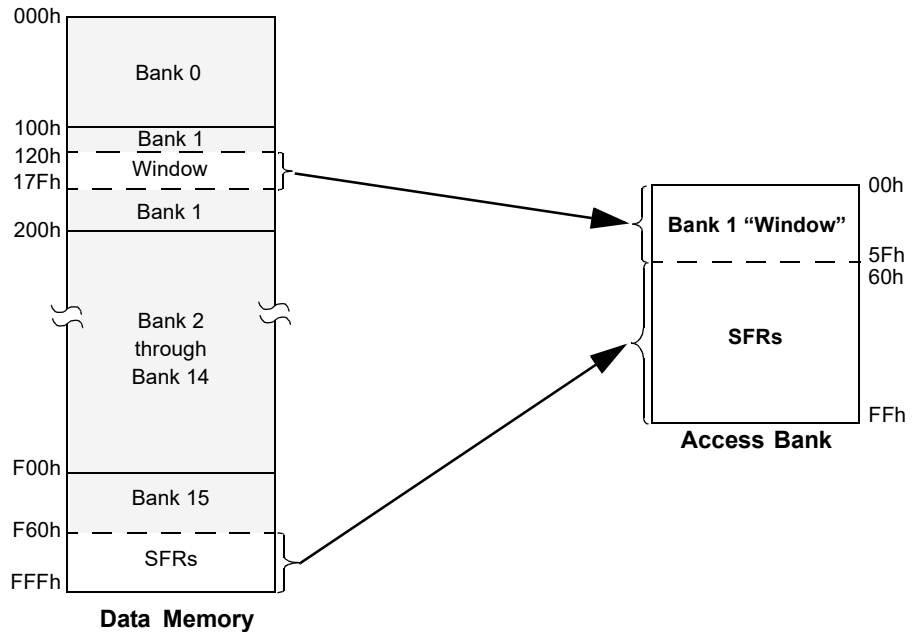 000h
Bank 0
100h
Bank 1
120h
Window
17Fh
Bank 1
200h
Bank 2
through
Bank 14
F00h
Bank 15
F60h
SFRs
FFFh
Data Memory
00h
Bank 1 “Window”
5Fh
60h
SFRs
FFh
Access Bank